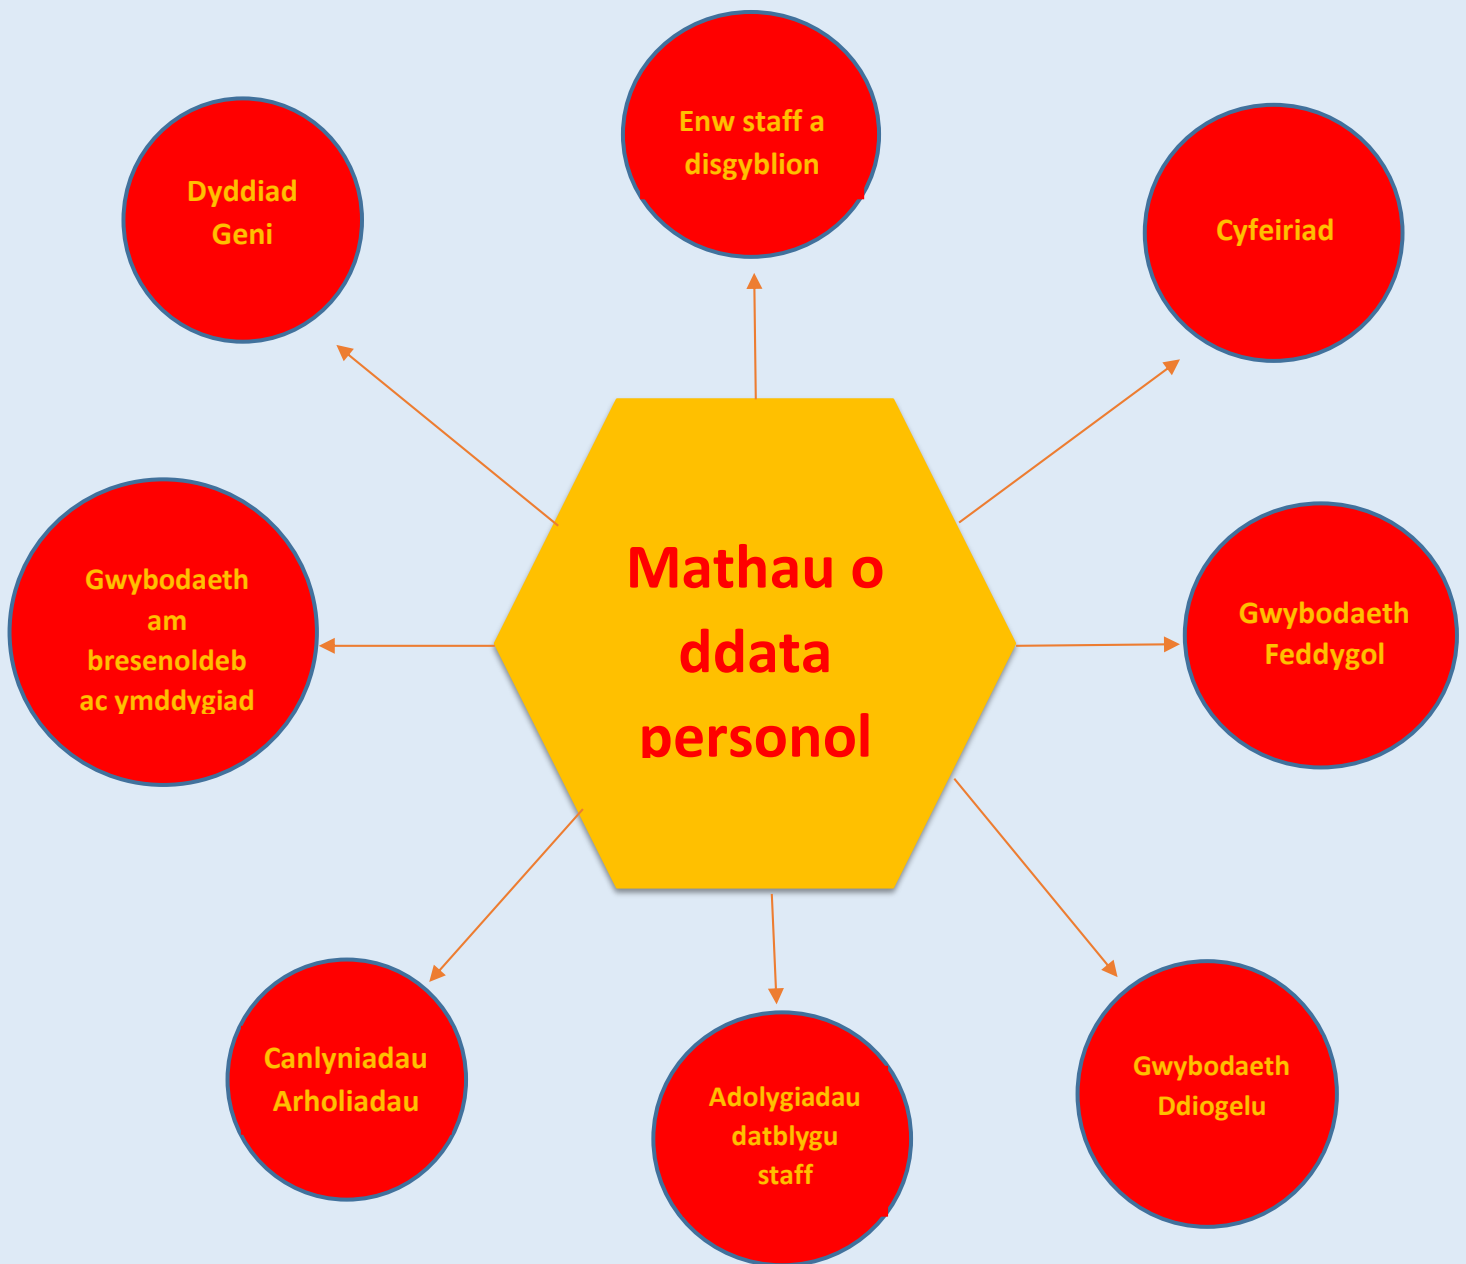 Enw staff a
disgyblion
Dyddiad
Geni
Cyfeiriad
Mathau o
ddata
personol
Gwybodaeth
am
bresenoldeb
ac ymddygiad
Gwybodaeth
Feddygol
Canlyniadau
Arholiadau
Adolygiadau
datblygu
staff
Gwybodaeth
Ddiogelu